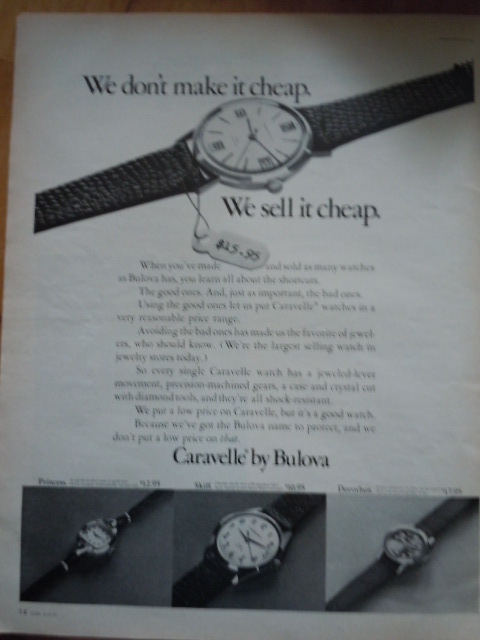 We don't make it cheap.
We sell it cheap.
$15.95
When you've made and sold as many watches
as Bulova has, you learn all about the shortcuts.
The good ones. And, just as important, the bad ones.
Using the good ones let us put Caravelle® watches in a
very reasonable price range.
Avoiding the bad ones has made us the favorite of jewel-
ers, who should know. (We're the largest selling watch in
jewelry stores today.)
So every single Caravelle watch has a jeweled-lever
movement, precision-machined gears, a case and crystal cut
with diamond tools, and they're all shock-resistant.
We put a low price on Caravelle, but it's a good watch.
Because we've got the Bulova name to protect, and we
don't put a low price on that.
Caravelle® by Bulova
Princess